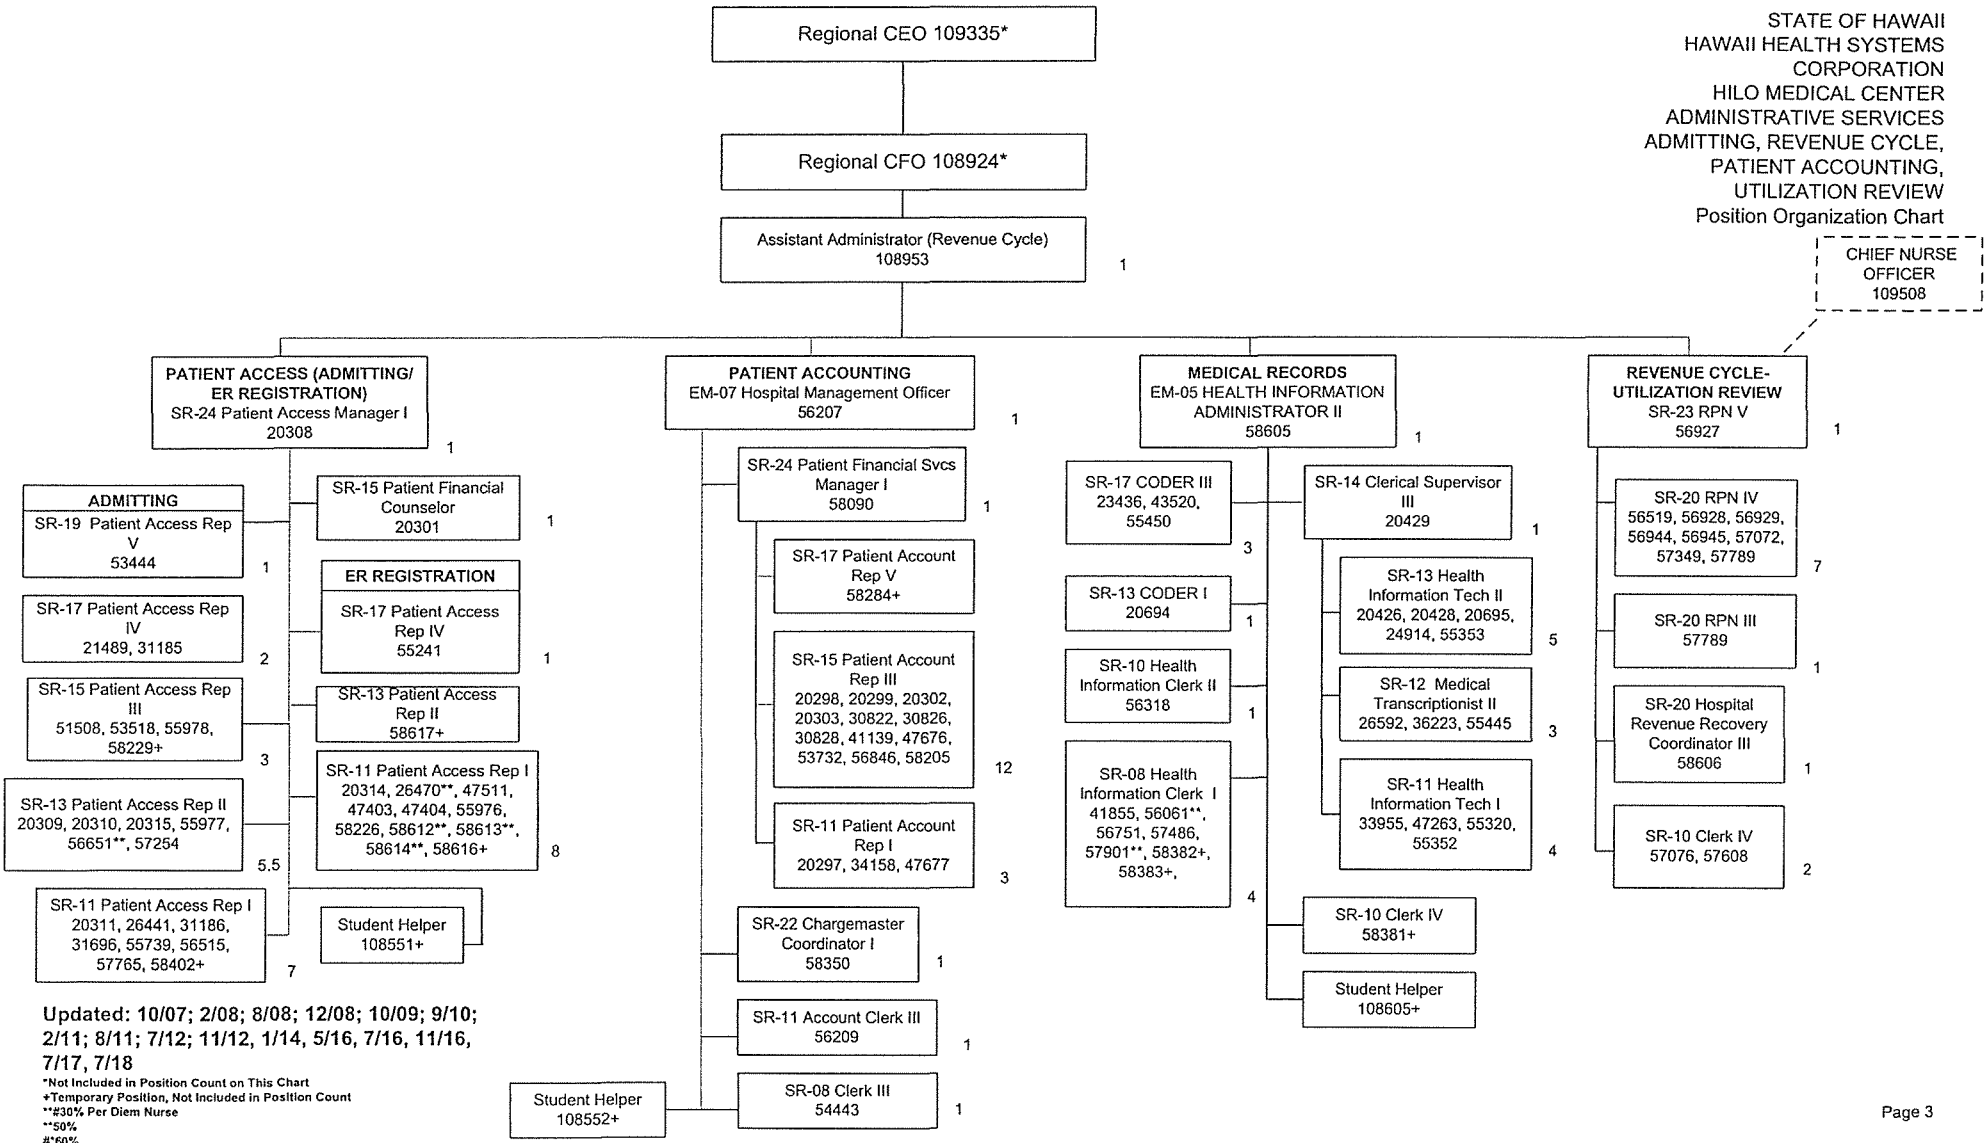 Regional CEO 109335*
STATE OF HAWAII
HAWAII HEALTH SYSTEMS
CORPORATION
HILO MEDICAL CENTER
ADMINISTRATIVE SERVICES
ADMITTING, REVENUE CYCLE,
PATIENT ACCOUNTING,
UTILIZATION REVIEW
Position Organization Chart
Regional CFO 108924*
Assistant Administrator (Revenue Cycle)
108953
1
CHIEF NURSE
OFFICER
109508
PATIENT ACCESS (ADMITTING/
ER REGISTRATION)
SR-24 Patient Access Manager I
20308
1
ADMITTING
SR-19 Patient Access Rep
V
53444
1
SR-17 Patient Access Rep
IV
21489, 31185
2
SR-15 Patient Access Rep
III
51508, 53518, 55978,
58229+
3
SR-13 Patient Access Rep II
20309, 20310, 20315, 55977,
56651**, 57254
5.5
SR-11 Patient Access Rep I
20311, 26441, 31186,
31696, 55739, 56515,
57765, 58402+
7
SR-15 Patient Financial
Counselor
20301
1
ER REGISTRATION
SR-17 Patient Access
Rep IV
55241
1
SR-13 Patient Access
Rep II
58617+
SR-11 Patient Access Rep I
20314, 26470**, 47511,
47403, 47404, 55976,
58226, 58612**, 58613**,
58614**, 58616+
8
Student Helper
108551+
PATIENT ACCOUNTING
EM-07 Hospital Management Officer
56207
1
SR-24 Patient Financial Svcs
Manager I
58090
1
SR-17 Patient Account
Rep V
58284+
SR-15 Patient Account
Rep III
20298, 20299, 20302,
20303, 30822, 30826,
30828, 41139, 47676,
53732, 56846, 58205
12
SR-11 Patient Account
Rep I
20297, 34158, 47677
3
SR-22 Chargemaster
Coordinator I
58350
1
SR-11 Account Clerk III
56209
1
SR-08 Clerk III
54443
1
Student Helper
108552+
MEDICAL RECORDS
EM-05 HEALTH INFORMATION
ADMINISTRATOR II
58605
1
SR-17 CODER III
23436, 43520,
55450
3
SR-13 CODER I
20694
1
SR-10 Health
Information Clerk II
56318
1
SR-08 Health
Information Clerk I
41855, 56061**,
56751, 57486,
57901**, 58382+,
58383+,
4
SR-14 Clerical Supervisor
III
20429
1
SR-13 Health
Information Tech II
20426, 20428, 20695,
24914, 55353
5
SR-12 Medical
Transcriptionist II
26592, 36223, 55445
3
SR-11 Health
Information Tech I
33955, 47263, 55320,
55352
4
SR-10 Clerk IV
58381+
Student Helper
108605+
REVENUE CYCLE-
UTILIZATION REVIEW
SR-23 RPN V
56927
1
SR-20 RPN IV
56519, 56928, 56929,
56944, 56945, 57072,
57349, 57789
7
SR-20 RPN III
57789
1
SR-20 Hospital
Revenue Recovery
Coordinator III
58606
1
SR-10 Clerk IV
57076, 57608
2
Updated: 10/07; 2/08; 8/08; 12/08; 10/09; 9/10;
2/11; 8/11; 7/12; 11/12, 1/14, 5/16, 7/16, 11/16,
7/17, 7/18
*Not Included in Position Count on This Chart
+Temporary Position, Not Included in Position Count
**#30% Per Diem Nurse
**50%
#*60%
Page 3